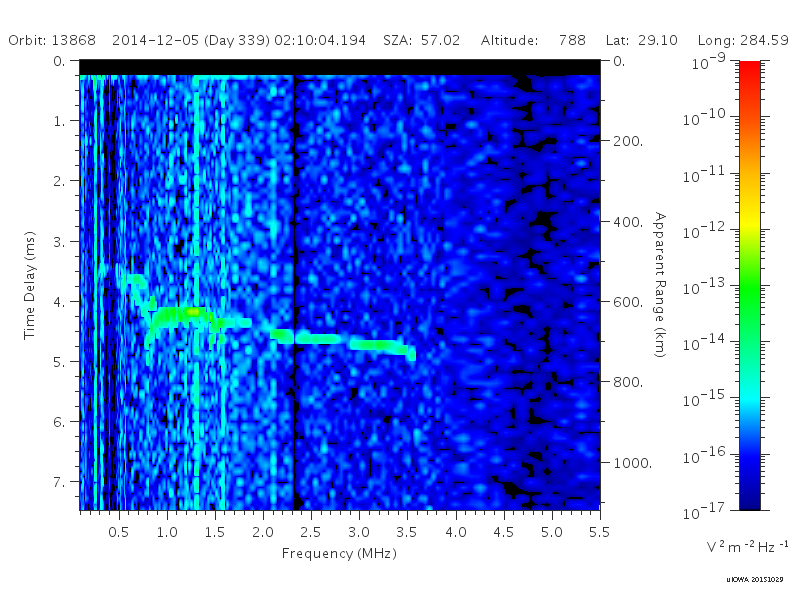 Orbit: 13868 2014-12-05 (Day 339) 02:10:04.194 SZA: 57.02 Altitude: 788 Lat: 29.10 Long: 284.59
0. 0. 10-9
10-10
1. 200. 10-11
2. 10-12
3. 400. 10-13
Time Delay (ms) Apparent Range (km)
4. 600. 10-14
5. 800. 10-15
6. 10-16
7. 1000. 10-17
0.5 1.0 1.5 2.0 2.5 3.0 3.5 4.0 4.5 5.0 5.5
Frequency (MHz)
V 2 m -2 Hz -1
uIOWA 20151029